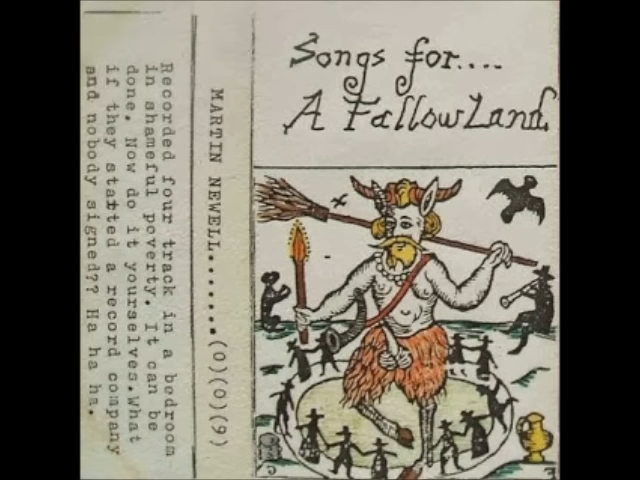 Songs for....
A Fallow Land.
MARTIN NEWELL........(0)(0)(9)
Recorded four track in a bedroom
in shameful poverty. It can be
done. Now do it yourselves.What
if they started a record company
and nobody signed?? Ha ha ha.